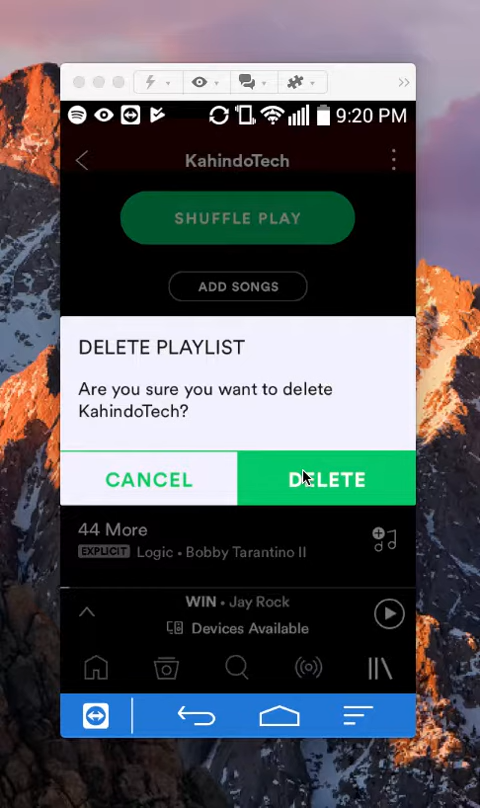 9:20 PM
KahindoTech
SHUFFLE PLAY
ADD SONGS
DELETE PLAYLIST
Are you sure you want to delete
KahindoTech?
CANCEL
DELETE
44 More
EXPLICIT Logic • Bobby Tarantino II
WIN • Jay Rock
Devices Available